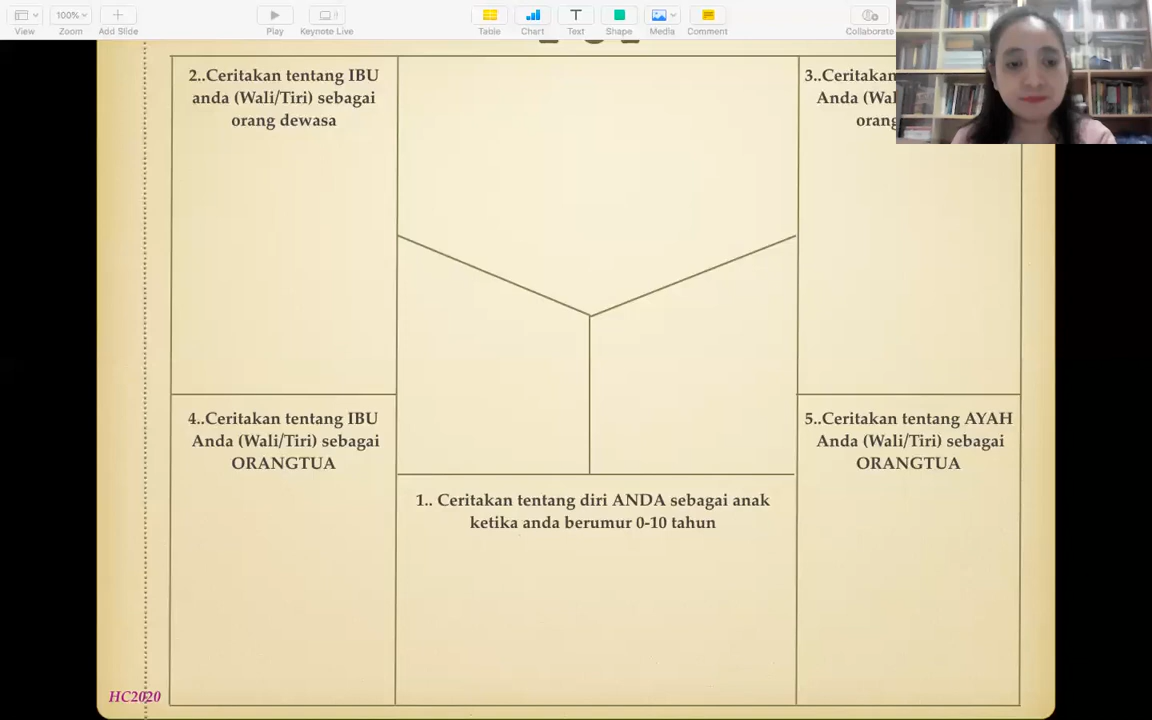 View
Zoom
Add Slide
Play
Keynote Live
Table
Chart
Text
Shape
Media
Comment
Collaborate
100%
T
2..Ceritakan tentang IBU
anda (Wali/Tiri) sebagai
orang dewasa
3..Ceritakan
Anda
4..Ceritakan tentang IBU
Anda (Wali/Tiri) sebagai
ORANGTUA
5..Ceritakan tentang AYAH
Anda (Wali/Tiri) sebagai
ORANGTUA
1.. Ceritakan tentang diri ANDA sebagai anak
ketika anda berumur 0-10 tahun
HC2020